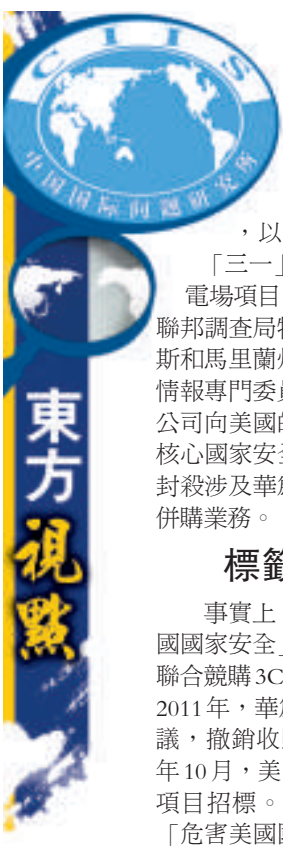 CIIS
中国国际问题研究所
東方視點
，以
「三一」
電場項目
聯邦調查局特
斯和馬里蘭州
情報專門委員
公司向美國的
核心國家安全
封殺涉及華為
併購業務。
標籤
事實上
國國家安全」
聯合競購3C
2011年，華為
議，撤銷收購
年10月，美
項目招標。
「危害美國國